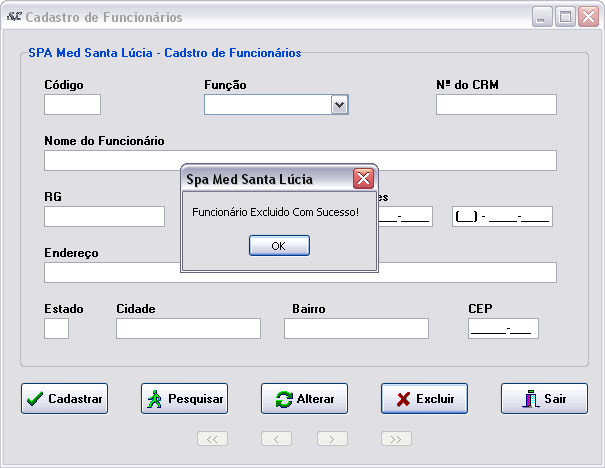 Cadastro de Funcionários
SPA Med Santa Lúcia - Cadstro de Funcionários
Código Função Nº do CRM
Nome do Funcionário
Spa Med Santa Lúcia
RG es
Funcionário Excluido Com Sucesso!
____-____ (__) - ____-____
OK
Endereço
Estado Cidade Bairro CEP
_____-___
Cadastrar Pesquisar Alterar Excluir Sair
<< < > >>